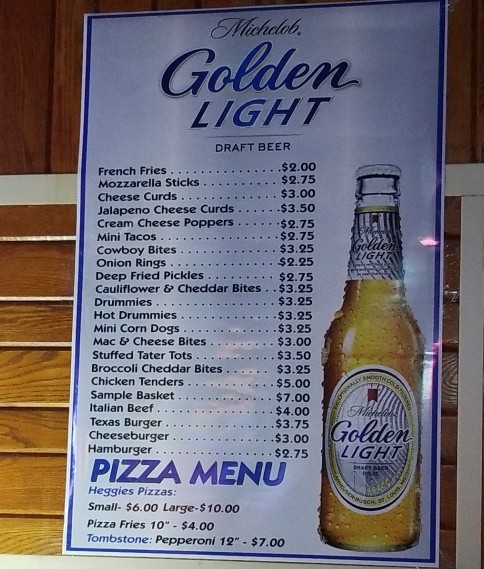 Michelob.
Golden
LIGHT
DRAFT BEER
French Fries . . . . . . . . . . . . . . . $2.00
Mozzarella Sticks . . . . . . . . . . . $2.75
Cheese Curds . . . . . . . . . . . . . . $3.00
Jalapeno Cheese Curds . . . . . . $3.50
Cream Cheese Poppers . . . . . . $2.75
Mini Tacos . . . . . . . . . . . . . . . . . $2.75
Cowboy Bites . . . . . . . . . . . . . . $3.25
Onion Rings . . . . . . . . . . . . . . . $2.25
Deep Fried Pickles . . . . . . . . . . $2.75
Cauliflower & Cheddar Bites . . $3.25
Drummies . . . . . . . . . . . . . . . . . $3.25
Hot Drummies . . . . . . . . . . . . . $3.25
Mini Corn Dogs . . . . . . . . . . . . $3.25
Mac & Cheese Bites . . . . . . . . . $3.00
Stuffed Tater Tots . . . . . . . . . . . $3.50
Broccoli Cheddar Bites . . . . . . . $3.25
Chicken Tenders . . . . . . . . . . . . $5.00
Sample Basket . . . . . . . . . . . . . . $7.00
Italian Beef . . . . . . . . . . . . . . . . . $4.00
Texas Burger . . . . . . . . . . . . . . . $3.75
Cheeseburger . . . . . . . . . . . . . . $3.00
Hamburger . . . . . . . . . . . . . . . . $2.75
PIZZA MENU
Heggies Pizzas:
Small- $6.00 Large-$10.00
Pizza Fries 10" - $4.00
Tombstone: Pepperoni 12" - $7.00
Golden
LIGHT
Michelob
Golden
LIGHT
DRAFT BEER